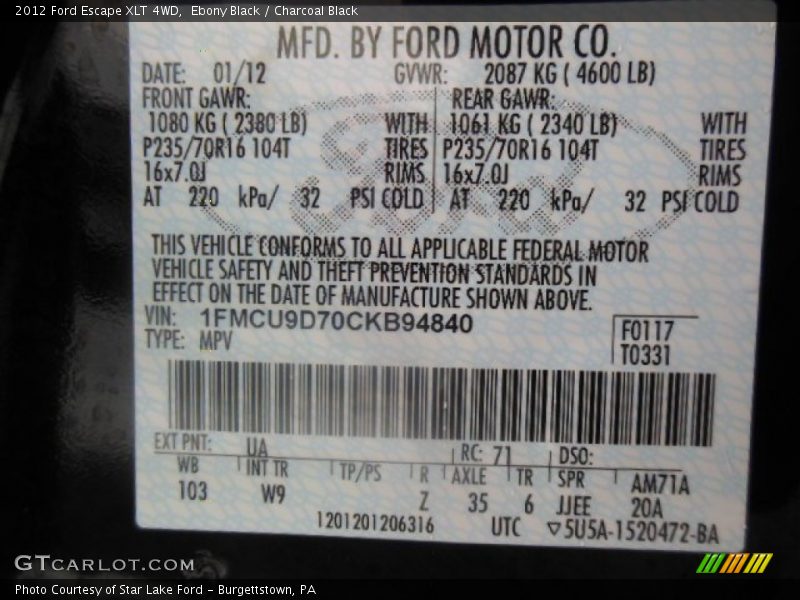 2012 Ford Escape XLT 4WD, Ebony Black / Charcoal Black
MFD. BY FORD MOTOR CO.
DATE: 01/12 GVWR: 2087 KG ( 4600 LB)
FRONT GAWR: REAR GAWR:
1080 KG ( 2380 LB) WITH 1061 KG ( 2340 LB) WITH
P235/70R16 104T TIRES P235/70R16 104T TIRES
16x7.0J RIMS 16x7.0J RIMS
AT 220 kPa/ 32 PSI COLD AT 220 kPa/ 32 PSI COLD
Ford
THIS VEHICLE CONFORMS TO ALL APPLICABLE FEDERAL MOTOR
VEHICLE SAFETY AND THEFT PREVENTION STANDARDS IN
EFFECT ON THE DATE OF MANUFACTURE SHOWN ABOVE.
VIN: 1FMCU9D70CKB94840
TYPE: MPV
F0117
T0331
EXT PNT: UA RC: 71 DSO:
WB INT TR TP/PS R AXLE TR SPR AM71A
103 W9 Z 35 6 JJEE 20A
1201201206316 UTC ▽5U5A-1520472-BA
GTCARLOT.COM
Photo Courtesy of Star Lake Ford – Burgettstown, PA